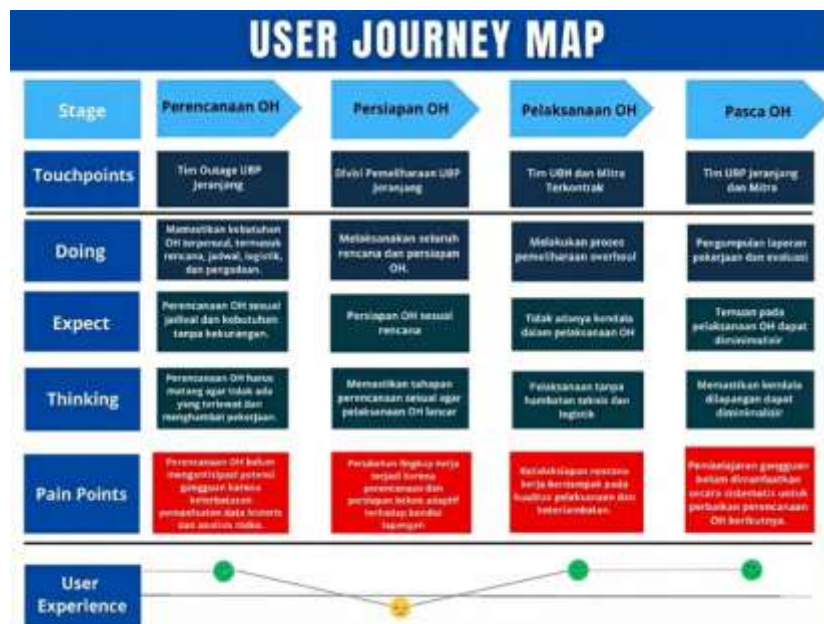 USER JOURNEY MAP
Stage
Perencanaan OH
Persiapan OH
Pelaksanaan OH
Pasca OH
Touchpoints
Tim Outage UBP
Jeranjang
Divisi Pemeliharaan UBP
Jeranjang
Tim UBH dan Mitra
Terkontrak
Tim UBP Jeranjang
dan Mitra
Doing
Memastikan kebutuhan
OH terpenuhi, termasuk
rencana, jadwal, logistik,
dan pengadaan.
Melaksanakan seluruh
rencana dan persiapan
OH.
Melakukan proses
pemeliharaan overhoul
Pengumpulan laporan
pekerjaan dan evaluasi
Expect
Perencanaan OH sesuai
jadwal dan kebutuhan
tanpa kekurangan.
Persiapan OH sesuai
rencana
Tidak adanya kendala
dalam pelaksanaan OH
Temuan pada
pelaksanaan OH dapat
diminimalisir
Thinking
Perencanaan OH harus
matang agar tidak ada
yang terlewat dan
menghambat pekerjaan.
Memastikan tahapan
perencanaan sesuai agar
pelaksanaan OH lancar
Pelaksanaan tanpa
hambatan teknis dan
logistik
Memastikan kendala
dilapangan dapat
diminimalisir
Pain Points
Perencanaan OH belum
mengantisipasi potensi
gangguan karena
keterbatasan
pemanfaatan data historis
dan analisis risiko.
Perubahan lingkup kerja
terjadi karena
perencanaan dan
persiapan belum adaptif
terhadap kondisi
lapangan
Ketidaksiapan rencana
kerja berdampak pada
kualitas pelaksanaan dan
keterlambatan.
Pembelajaran gangguan
belum dimanfaatkan
secara sistematis untuk
perbaikan perencanaan
OH berikutnya.
User
Experience